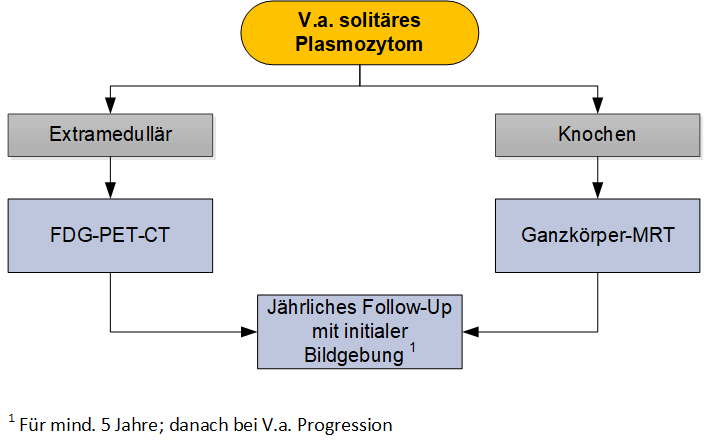 V.a. solitäres
Plasmozytom
Extramedullär
Knochen
FDG-PET-CT
Ganzkörper-MRT
Jährliches Follow-Up
mit initialer
Bildgebung ¹
¹ Für mind. 5 Jahre; danach bei V.a. Progression